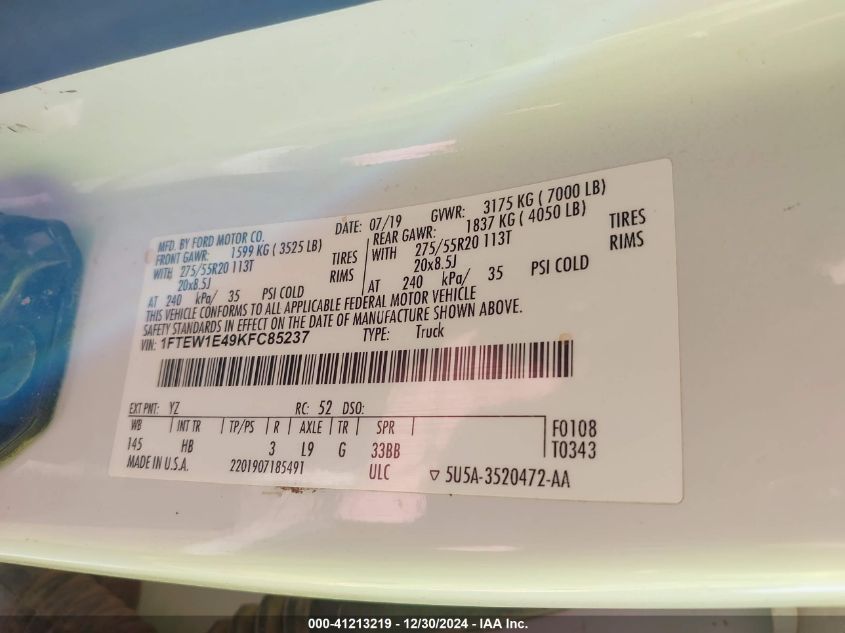 MFD. BY FORD MOTOR CO. DATE: 07/19 GVWR: 3175 KG ( 7000 LB)
FRONT GAWR: 1599 KG ( 3525 LB) REAR GAWR: 1837 KG ( 4050 LB)
WITH 275/55R20 113T TIRES WITH 275/55R20 113T TIRES
20x8.5J RIMS 20x8.5J RIMS
AT 240 kPa/ 35 PSI COLD AT 240 kPa/ 35 PSI COLD
THIS VEHICLE CONFORMS TO ALL APPLICABLE FEDERAL MOTOR VEHICLE
SAFETY STANDARDS IN EFFECT ON THE DATE OF MANUFACTURE SHOWN ABOVE.
VIN: 1FTEW1E49KFC85237 TYPE: Truck
EXT PNT: YZ RC: 52 DSO:
WB INT TR TP/PS R AXLE TR SPR F0108
145 HB 3 L9 G 33BB T0343
MADE IN U.S.A. 2201907185491 ULC ▽ 5U5A-3520472-AA
000-41213219 - 12/30/2024 - IAA Inc.